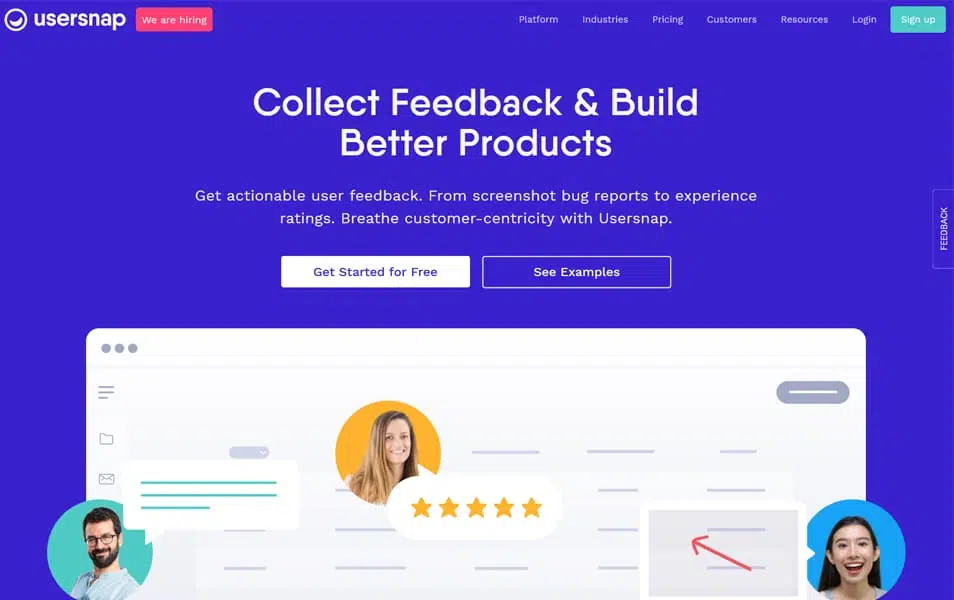 usersnap
We are hiring
Platform
Industries
Pricing
Customers
Resources
Login
Sign up
Collect Feedback & Build
Better Products
Get actionable user feedback. From screenshot bug reports to experience
ratings. Breathe customer-centricity with Usersnap.
Get Started for Free
See Examples
FEEDBACK